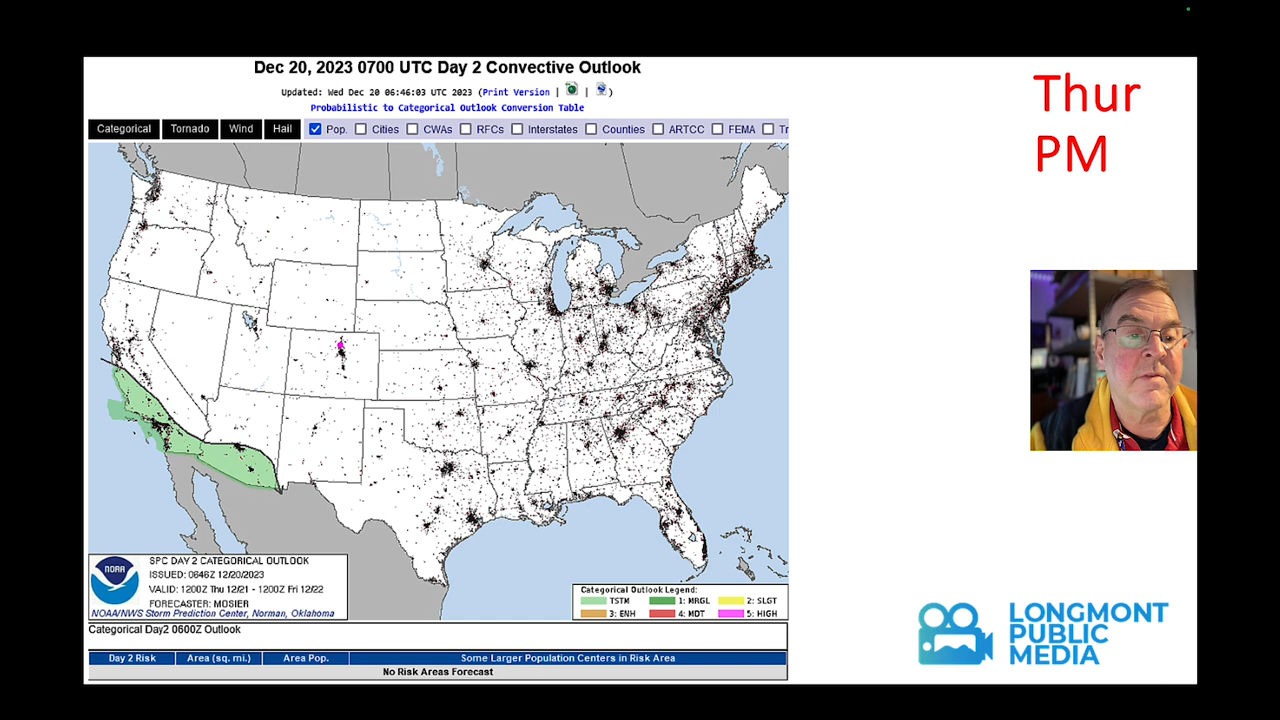 Dec 20, 2023 0700 UTC Day 2 Convective Outlook
Updated: Wed Dec 20 06:46:03 UTC 2023 (Print Version | | )
Probabilistic to Categorical Outlook Conversion Table
Categorical Tornado Wind Hail Pop. Cities CWAs RFCs Interstates Counties ARTCC FEMA Tr
Thur
PM
NOAA
SPC DAY 2 CATEGORICAL OUTLOOK
ISSUED: 0646Z 12/20/2023
VALID: 1200Z Thu 12/21 - 1200Z Fri 12/22
FORECASTER: MOSIER
NOAA/NWS Storm Prediction Center, Norman, Oklahoma
Categorical Outlook Legend:
TSTM 1: MRGL 2: SLGT
3: ENH 4: MDT 5: HIGH
Categorical Day2 0600Z Outlook
Day 2 Risk Area (sq. mi.) Area Pop. Some Larger Population Centers in Risk Area
No Risk Areas Forecast
LONGMONT
PUBLIC
MEDIA